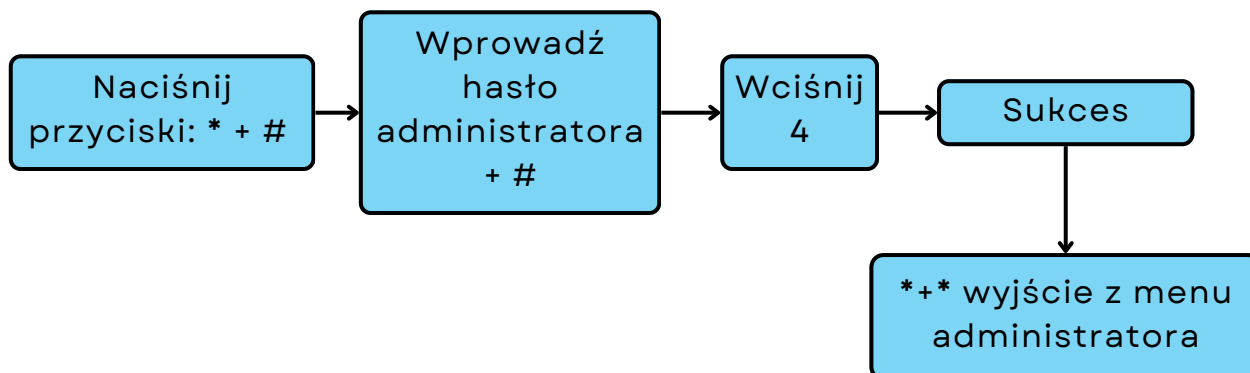 Naciśnij
przyciski: * + #
Wprowadź
hasło
administratora
+ #
Wciśnij
4
Sukces
*+* wyjście z menu
administratora